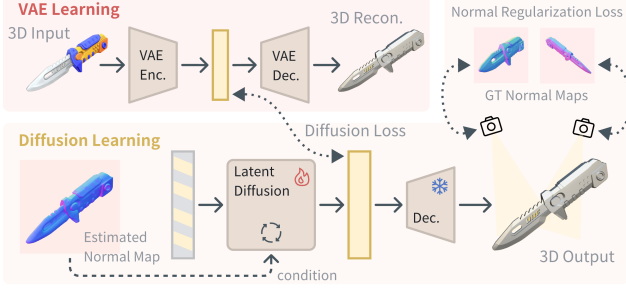 VAE Learning
3D Input
VAE
Enc.
VAE
Dec.
3D Recon.
Normal Regularization Loss
GT Normal Maps
Diffusion Loss
Diffusion Learning
Estimated
Normal Map
Latent
Diffusion
Dec.
condition
3D Output